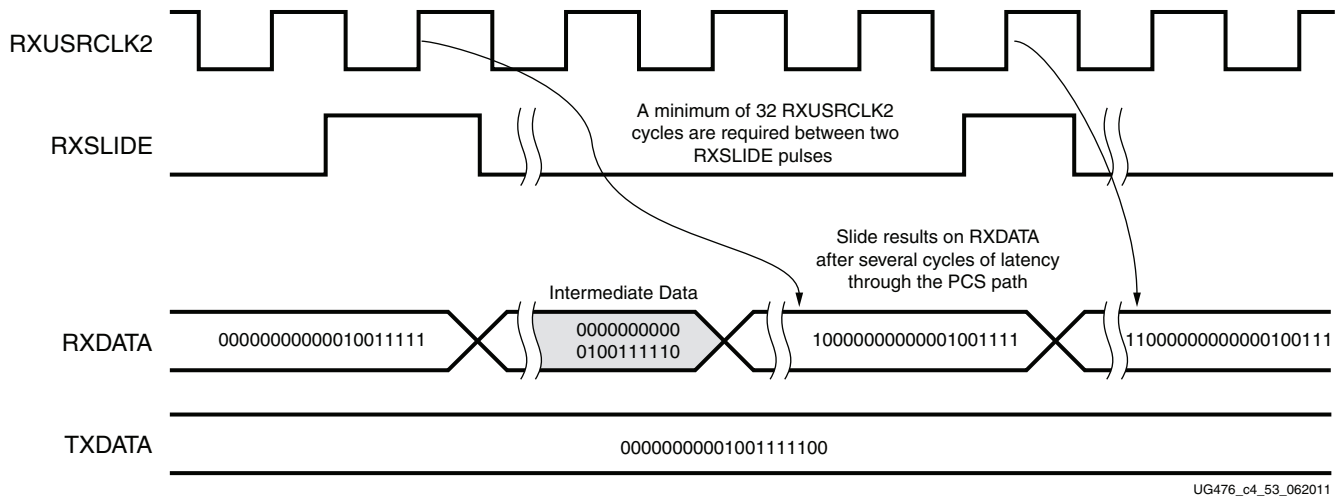 RXUSRCLK2
A minimum of 32 RXUSRCLK2
cycles are required between two
RXSLIDE pulses
RXSLIDE
Slide results on RXDATA
after several cycles of latency
through the PCS path
Intermediate Data
RXDATA
00000000000010011111
0000000000
0100111110
10000000000001001111
11000000000000100111
TXDATA
00000000001001111100
UG476_c4_53_062011